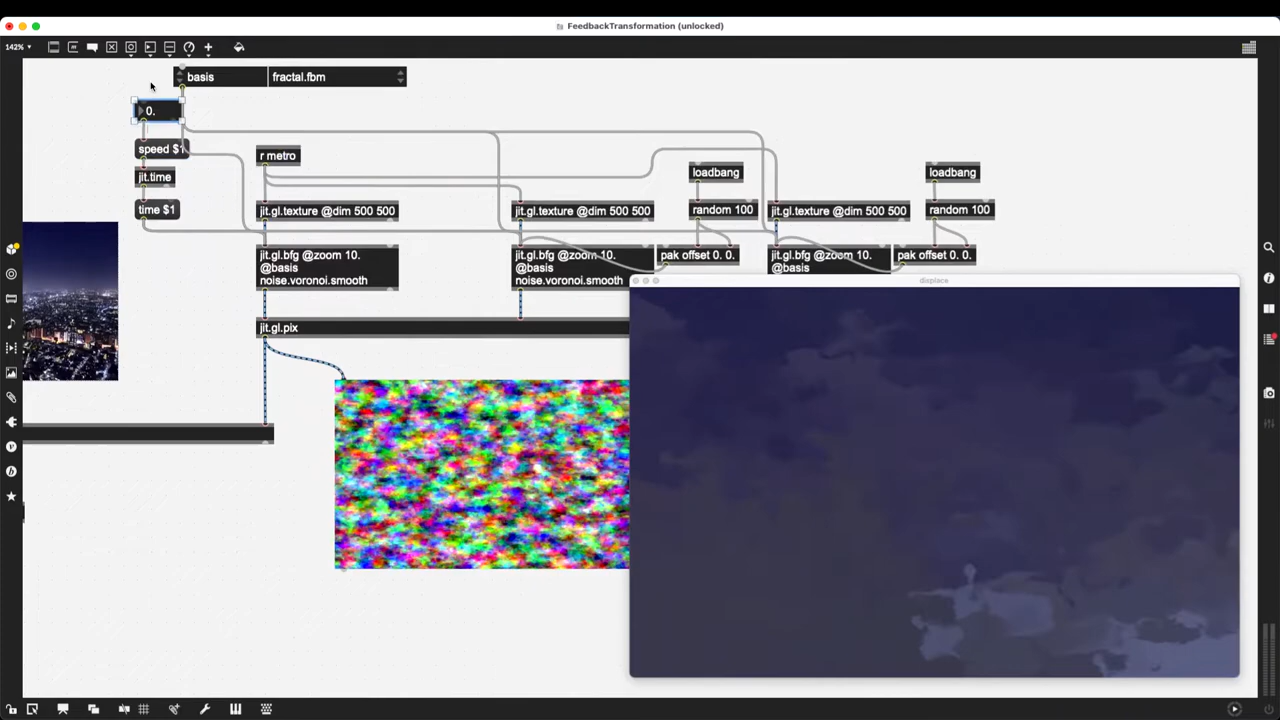 FeedbackTransformation (unlocked)
142%
basis
fractal.fbm
0.
speed $1
r metro
jit.time
loadbang
loadbang
time $1
jit.gl.texture @dim 500 500
jit.gl.texture @dim 500 500
random 100
jit.gl.texture @dim 500 500
random 100
jit.gl.bfg @zoom 10.
@basis
noise.voronoi.smooth
jit.gl.bfg @zoom 10.
@basis
noise.voronoi.smooth
pak offset 0. 0.
jit.gl.bfg @zoom 10.
@basis
pak offset 0. 0.
displace
jit.gl.pix